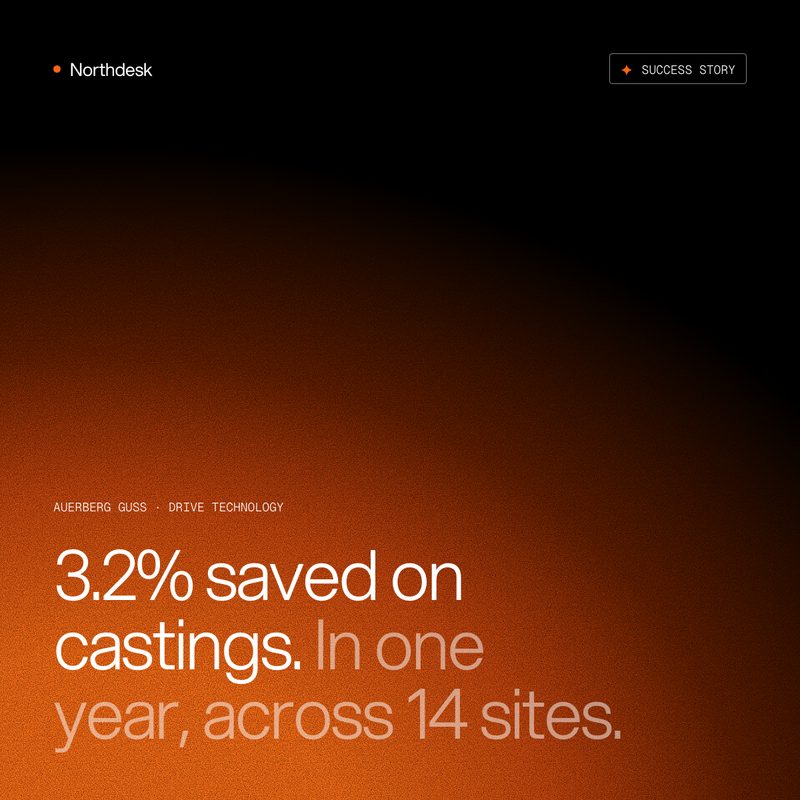 Northdesk
SUCCESS STORY
AUERBERG GUSS · DRIVE TECHNOLOGY
3.2% saved on
castings. In one
year, across 14 sites.